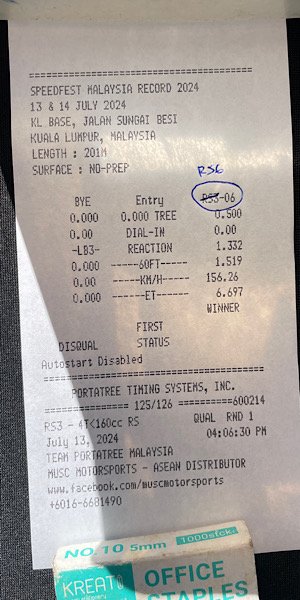 ==============================
SPEEDFEST MALAYSIA RECORD 2024
13 & 14 JULY 2024
KL BASE, JALAN SUNGAI BESI
KUALA LUMPUR, MALAYSIA
LENGTH : 201M
SURFACE : NO-PREP
RS6
BYE Entry RS3-06
0.000 0.000 TREE 0.500
0.00 DIAL-IN 0.00
-LB3- REACTION 1.332
0.000 ------60FT----- 1.519
0.00 -----KM/H------ 156.26
0.000 ------ET------- 6.697
WINNER
FIRST
DISQUAL STATUS
Autostart Disabled
==============================
PORTATREE TIMING SYSTEMS, INC.
========== 125/126 ==========600214
RS3 - 4T<160cc RS QUAL RND 1
July 13, 2024 04:06:30 PM
TEAM PORTATREE MALAYSIA
MUSC MOTORSPORTS - ASEAN DISTRIBUTOR
www.facebook.com/muscmotorsports
+6016-6681490
NO.10 5mm 1000stck±
KREATO OFFICE
STAPLES